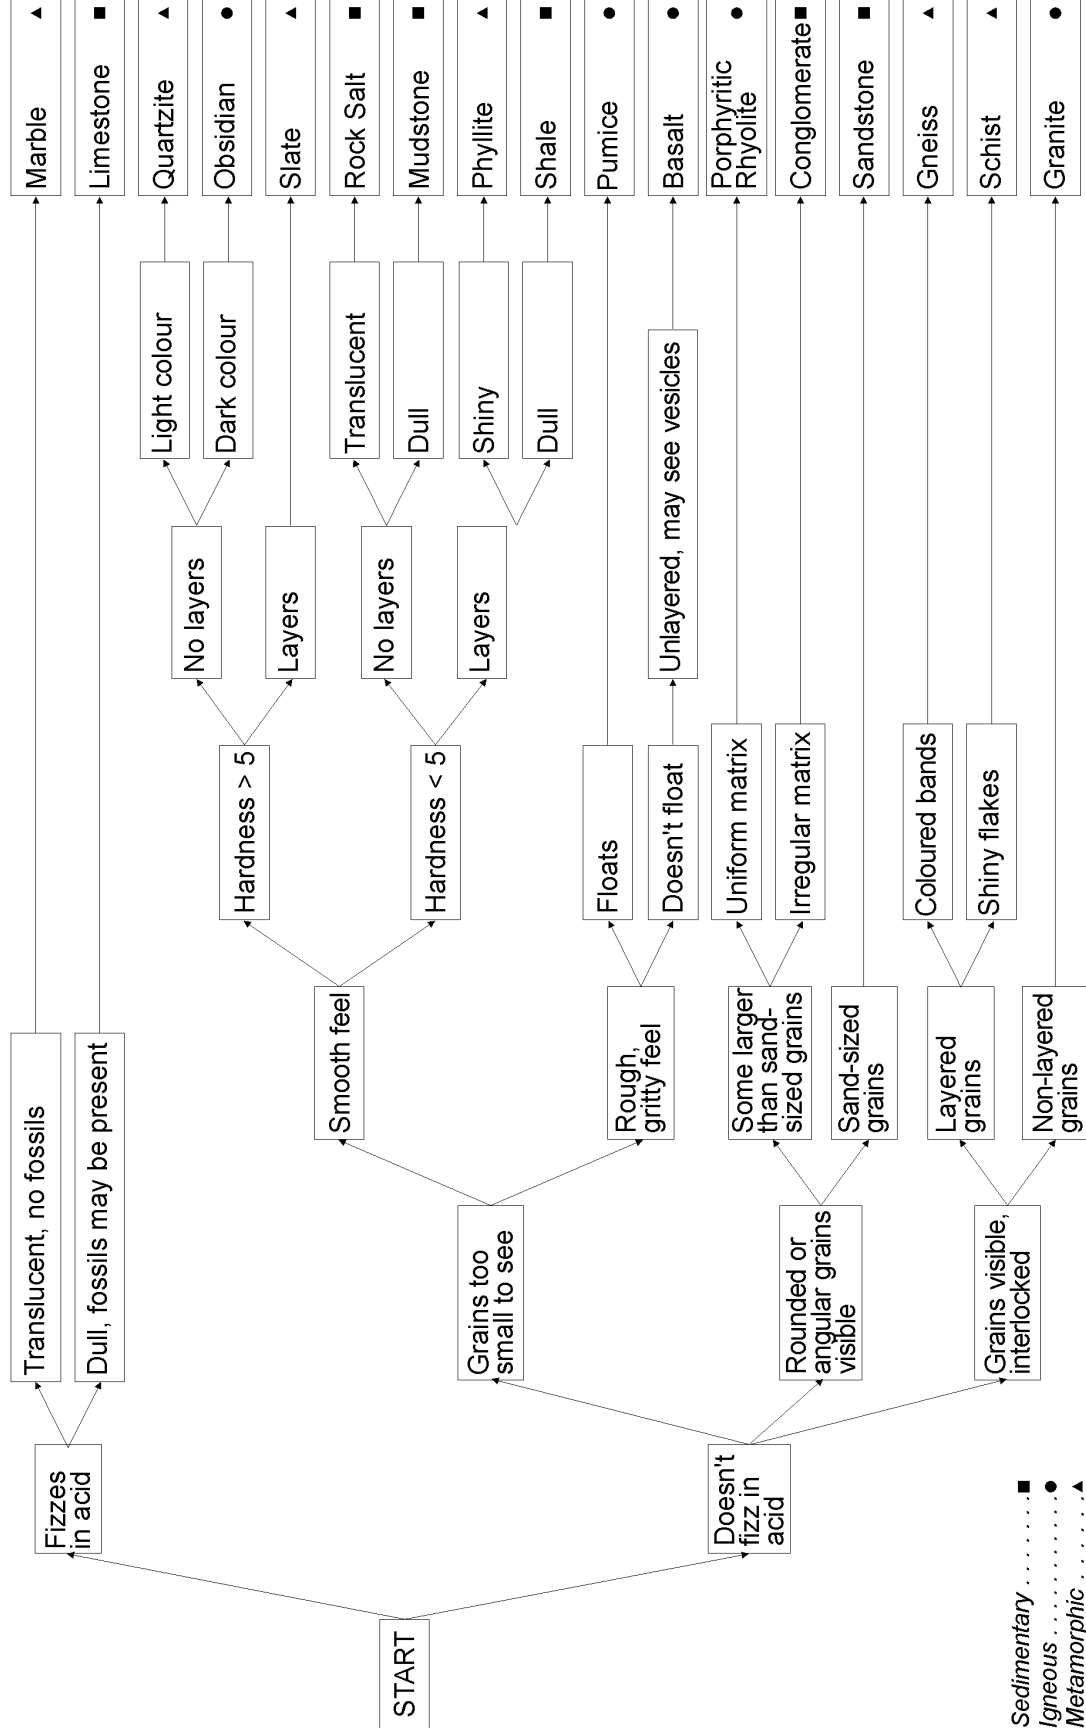 START
Fizzes
in acid
Doesn't
fizz in
acid
Translucent, no fossils
Dull, fossils may be present
Grains too
small to see
Rounded or
angular grains
visible
Grains visible,
interlocked
Smooth feel
Rough,
gritty feel
Some larger
than sand-
sized grains
Sand-sized
grains
Layered
grains
Non-layered
grains
Hardness > 5
Hardness < 5
Floats
Doesn't float
Uniform matrix
Irregular matrix
Coloured bands
Shiny flakes
No layers
Layers
No layers
Layers
Unlayered, may see vesicles
Light colour
Dark colour
Translucent
Dull
Shiny
Dull
Marble ▲
Limestone ■
Quartzite ▲
Obsidian ●
Slate ▲
Rock Salt ■
Mudstone ■
Phyllite ▲
Shale ■
Pumice ●
Basalt ●
Porphyritic
Rhyolite ●
Conglomerate ■
Sandstone ■
Gneiss ▲
Schist ▲
Granite ●
Sedimentary . . . . . . . ■
Igneous . . . . . . . . . . ●
Metamorphic . . . . . . ▲